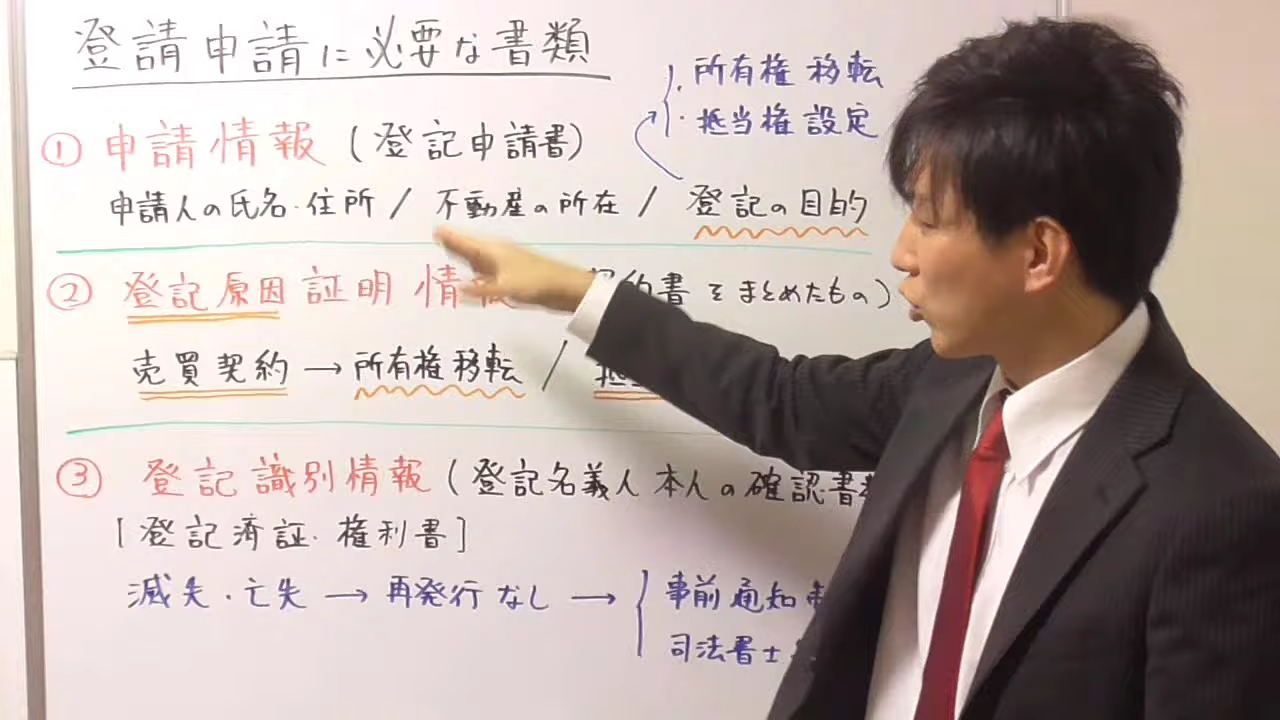 登請申請に必要な書類
・所有権移転
・抵当権設定
① 申請情報 (登記申請書)
申請人の氏名・住所 / 不動産の所在 / 登記の目的
② 登記原因証明情報 約書をまとめたもの)
売買契約 → 所有権移転 / 抵
③ 登記識別情報 (登記名義人本人の確認書
[登記済証・権利書]
滅失・亡失 → 再発行なし → 事前通知
司法書士